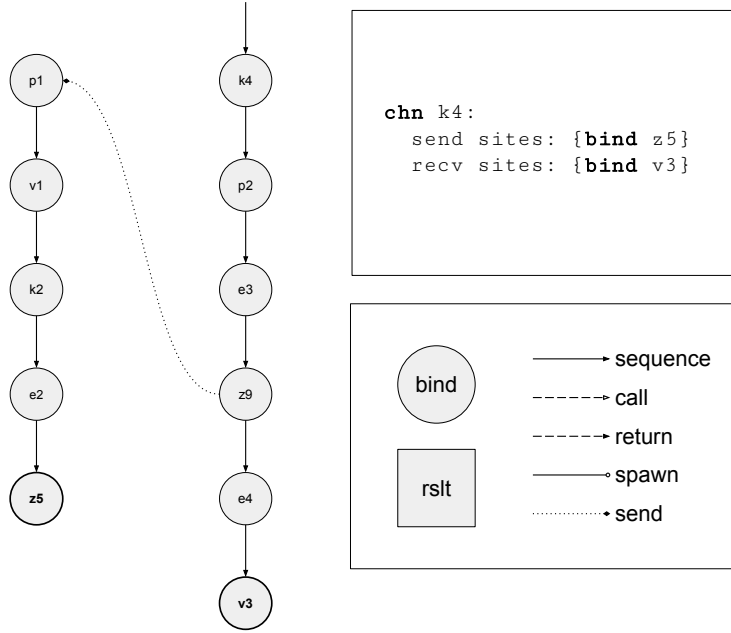 p1
v1
k2
e2
z5
k4
p2
e3
z9
e4
v3
chn k4:
send sites: {bind z5}
recv sites: {bind v3}
bind
rslt
sequence
call
return
spawn
send